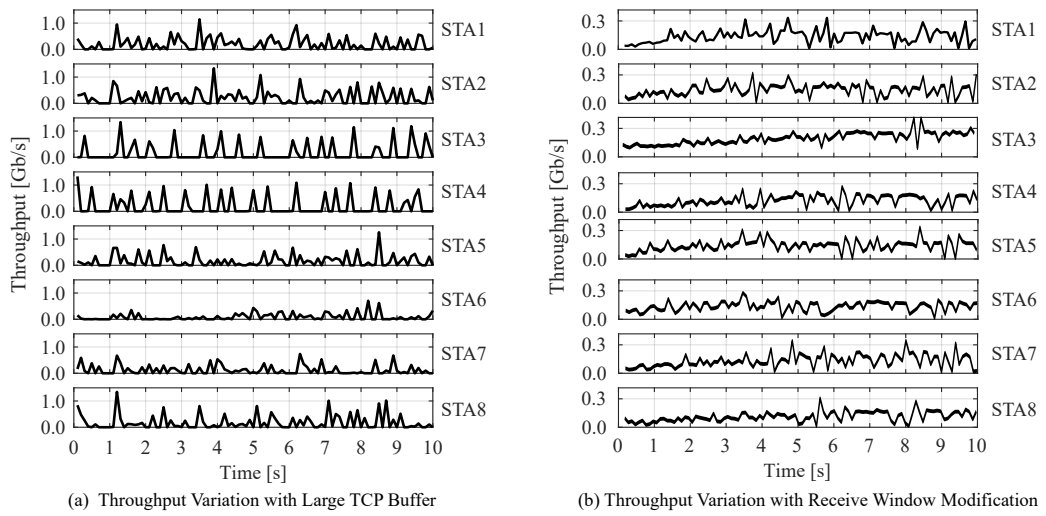 1.0
0.0
STA1
1.0
0.0
STA2
1.0
0.0
STA3
1.0
0.0
STA4
1.0
0.0
STA5
1.0
0.0
STA6
1.0
0.0
STA7
1.0
0.0
STA8
Throughput [Gb/s]
0 1 2 3 4 5 6 7 8 9 10
Time [s]
(a) Throughput Variation with Large TCP Buffer
0.3
0.0
STA1
0.3
0.0
STA2
0.3
0.0
STA3
0.3
0.0
STA4
0.3
0.0
STA5
0.3
0.0
STA6
0.3
0.0
STA7
0.3
0.0
STA8
Throughput [Gb/s]
0 1 2 3 4 5 6 7 8 9 10
Time [s]
(b) Throughput Variation with Receive Window Modification